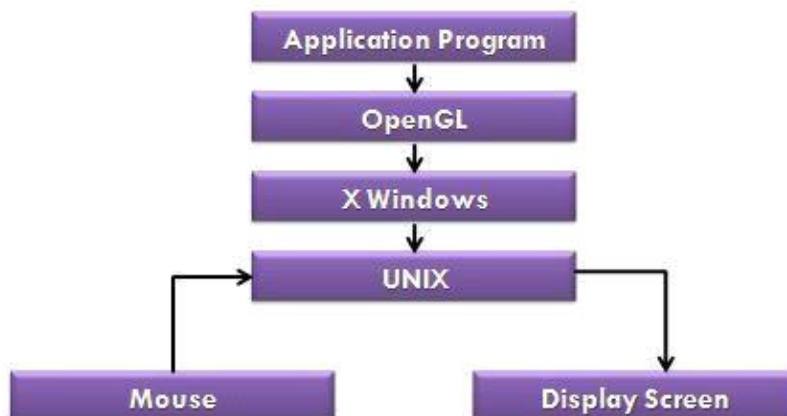 Application Program
OpenGL
X Windows
UNIX
Mouse
Display Screen